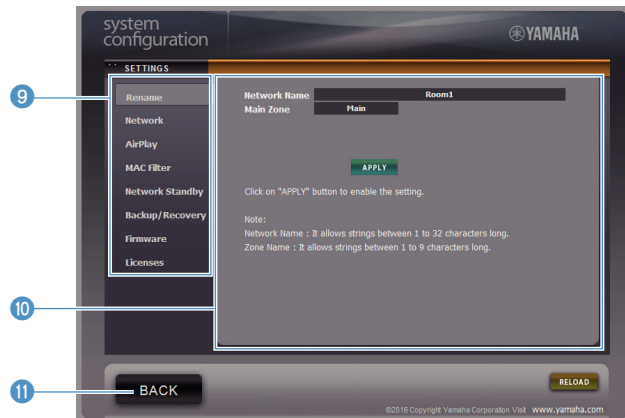 system
configuration
YAMAHA
SETTINGS
9
Rename
Network
AirPlay
MAC Filter
Network Standby
Backup/Recovery
Firmware
Licenses
Network Name Room1
Main Zone Main
APPLY
Click on "APPLY" button to enable the setting.
Note:
Network Name : It allows strings between 1 to 32 characters long.
Zone Name : It allows strings between 1 to 9 characters long.
10
11
BACK
RELOAD
©2016 Copyright Yamaha Corporation Visit www.yamaha.com